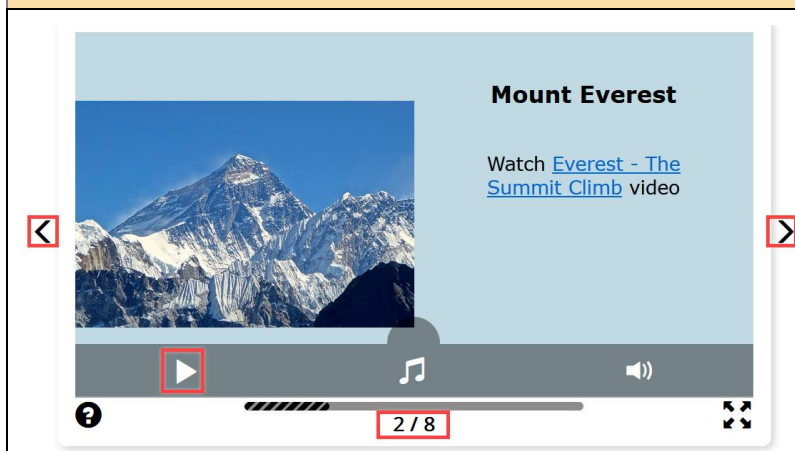 Mount Everest
Watch Everest - The
Summit Climb video
2 / 8